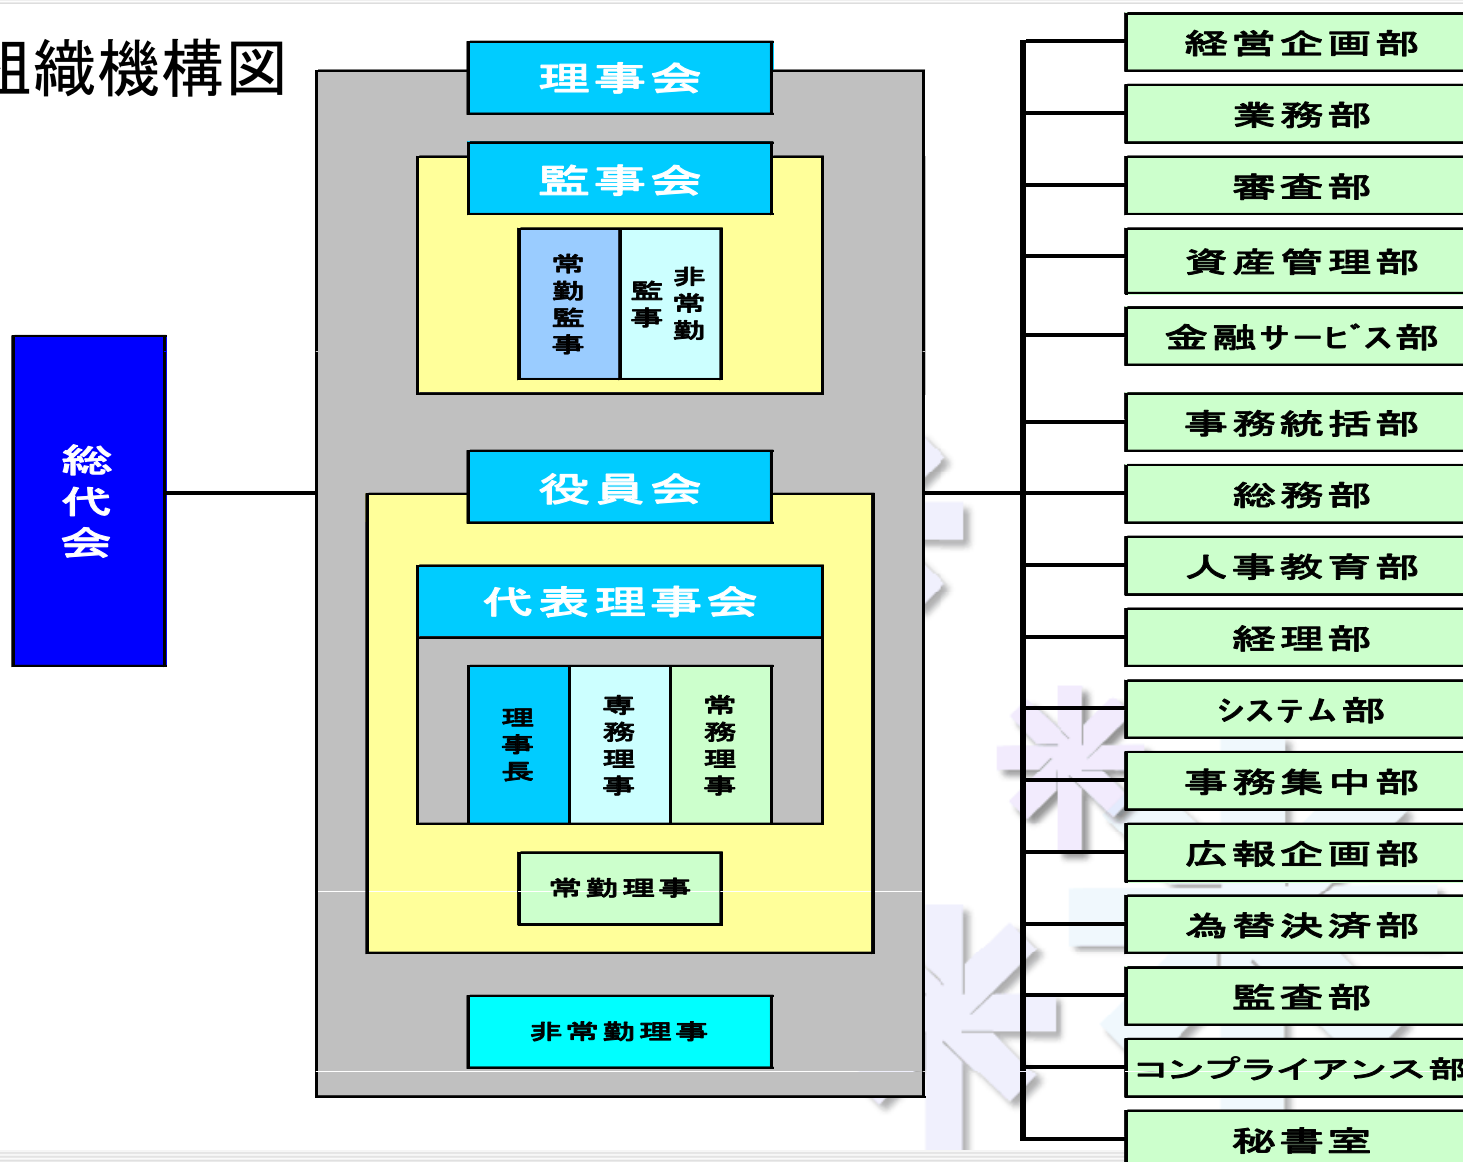 組織機構図
総代会
理事会
監事会
常勤監事
非常勤
監事
役員会
代表理事会
理事長
専務理事
常務理事
常勤理事
非常勤理事
経営企画部
業務部
審査部
資産管理部
金融サービス部
事務統括部
総務部
人事教育部
経理部
システム部
事務集中部
広報企画部
為替決済部
監査部
コンプライアンス部
秘書室